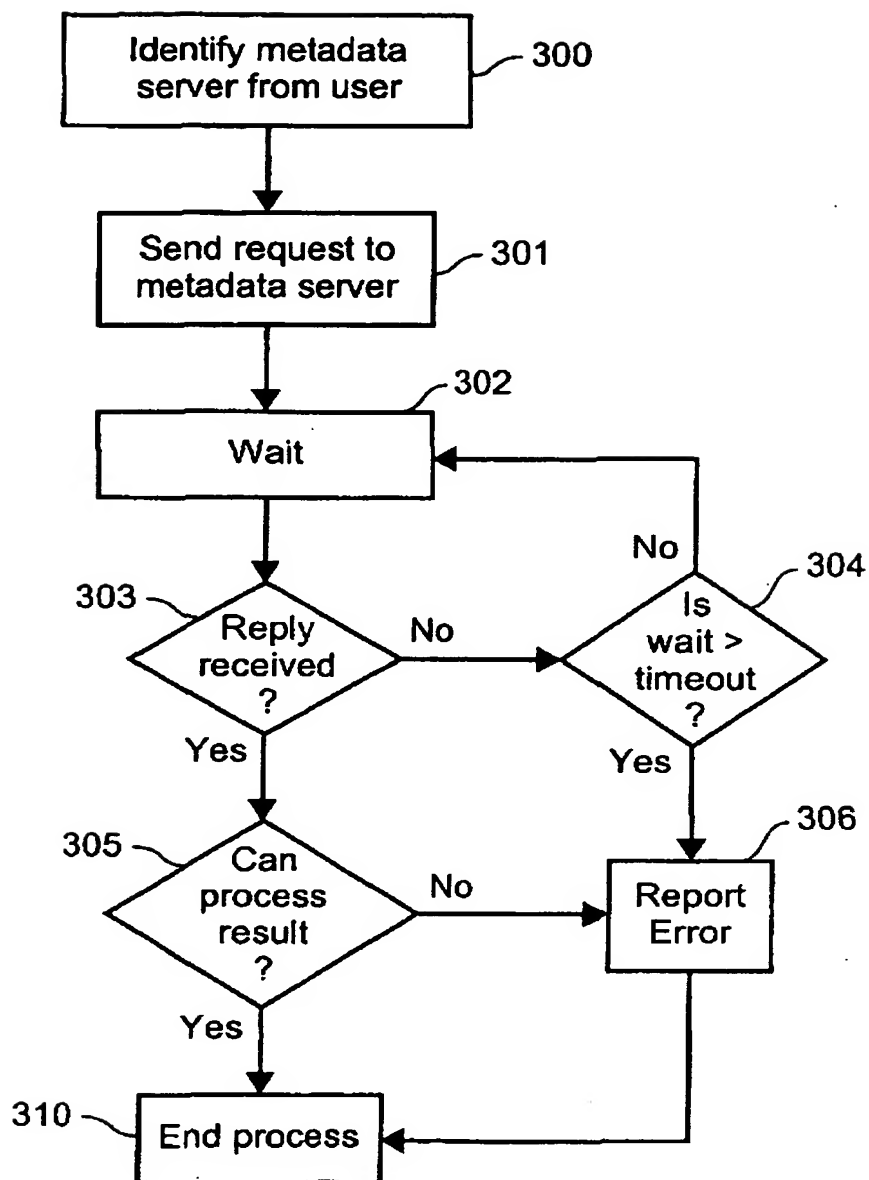 Identify metadata
server from user
300
Send request to
metadata server
301
302
Wait
No
304
303
Reply
received
?
No
Is
wait >
timeout
?
Yes
Yes
306
305
Can
process
result
?
No
Report
Error
Yes
310
End process